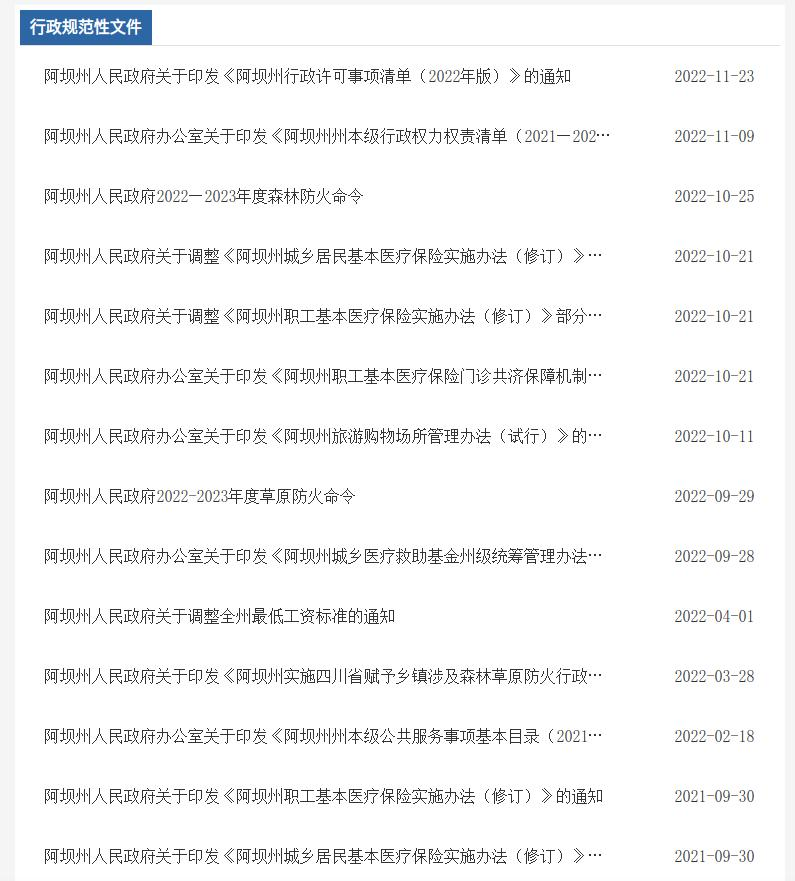 行政规范性文件
阿坝州人民政府关于印发《阿坝州行政许可事项清单（2022年版）》的通知 2022-11-23
阿坝州人民政府办公室关于印发《阿坝州州本级行政权力权责清单（2021—202… 2022-11-09
阿坝州人民政府2022—2023年度森林防火命令 2022-10-25
阿坝州人民政府关于调整《阿坝州城乡居民基本医疗保险实施办法（修订）》… 2022-10-21
阿坝州人民政府关于调整《阿坝州职工基本医疗保险实施办法（修订）》部分… 2022-10-21
阿坝州人民政府办公室关于印发《阿坝州职工基本医疗保险门诊共济保障机制… 2022-10-21
阿坝州人民政府办公室关于印发《阿坝州旅游购物场所管理办法（试行）》的… 2022-10-11
阿坝州人民政府2022-2023年度草原防火命令 2022-09-29
阿坝州人民政府办公室关于印发《阿坝州城乡医疗救助基金州级统筹管理办法… 2022-09-28
阿坝州人民政府关于调整全州最低工资标准的通知 2022-04-01
阿坝州人民政府关于印发《阿坝州实施四川省赋予乡镇涉及森林草原防火行政… 2022-03-28
阿坝州人民政府办公室关于印发《阿坝州州本级公共服务事项基本目录（2021… 2022-02-18
阿坝州人民政府关于印发《阿坝州职工基本医疗保险实施办法（修订）》的通知 2021-09-30
阿坝州人民政府关于印发《阿坝州城乡居民基本医疗保险实施办法（修订）》… 2021-09-30